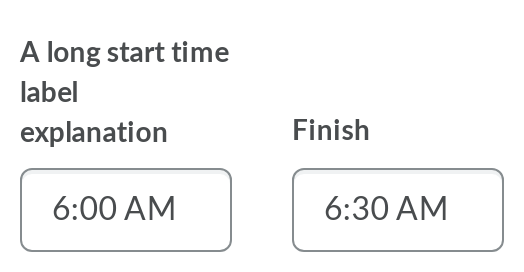 A long start time
label
explanation
Finish
6:00 AM
6:30 AM